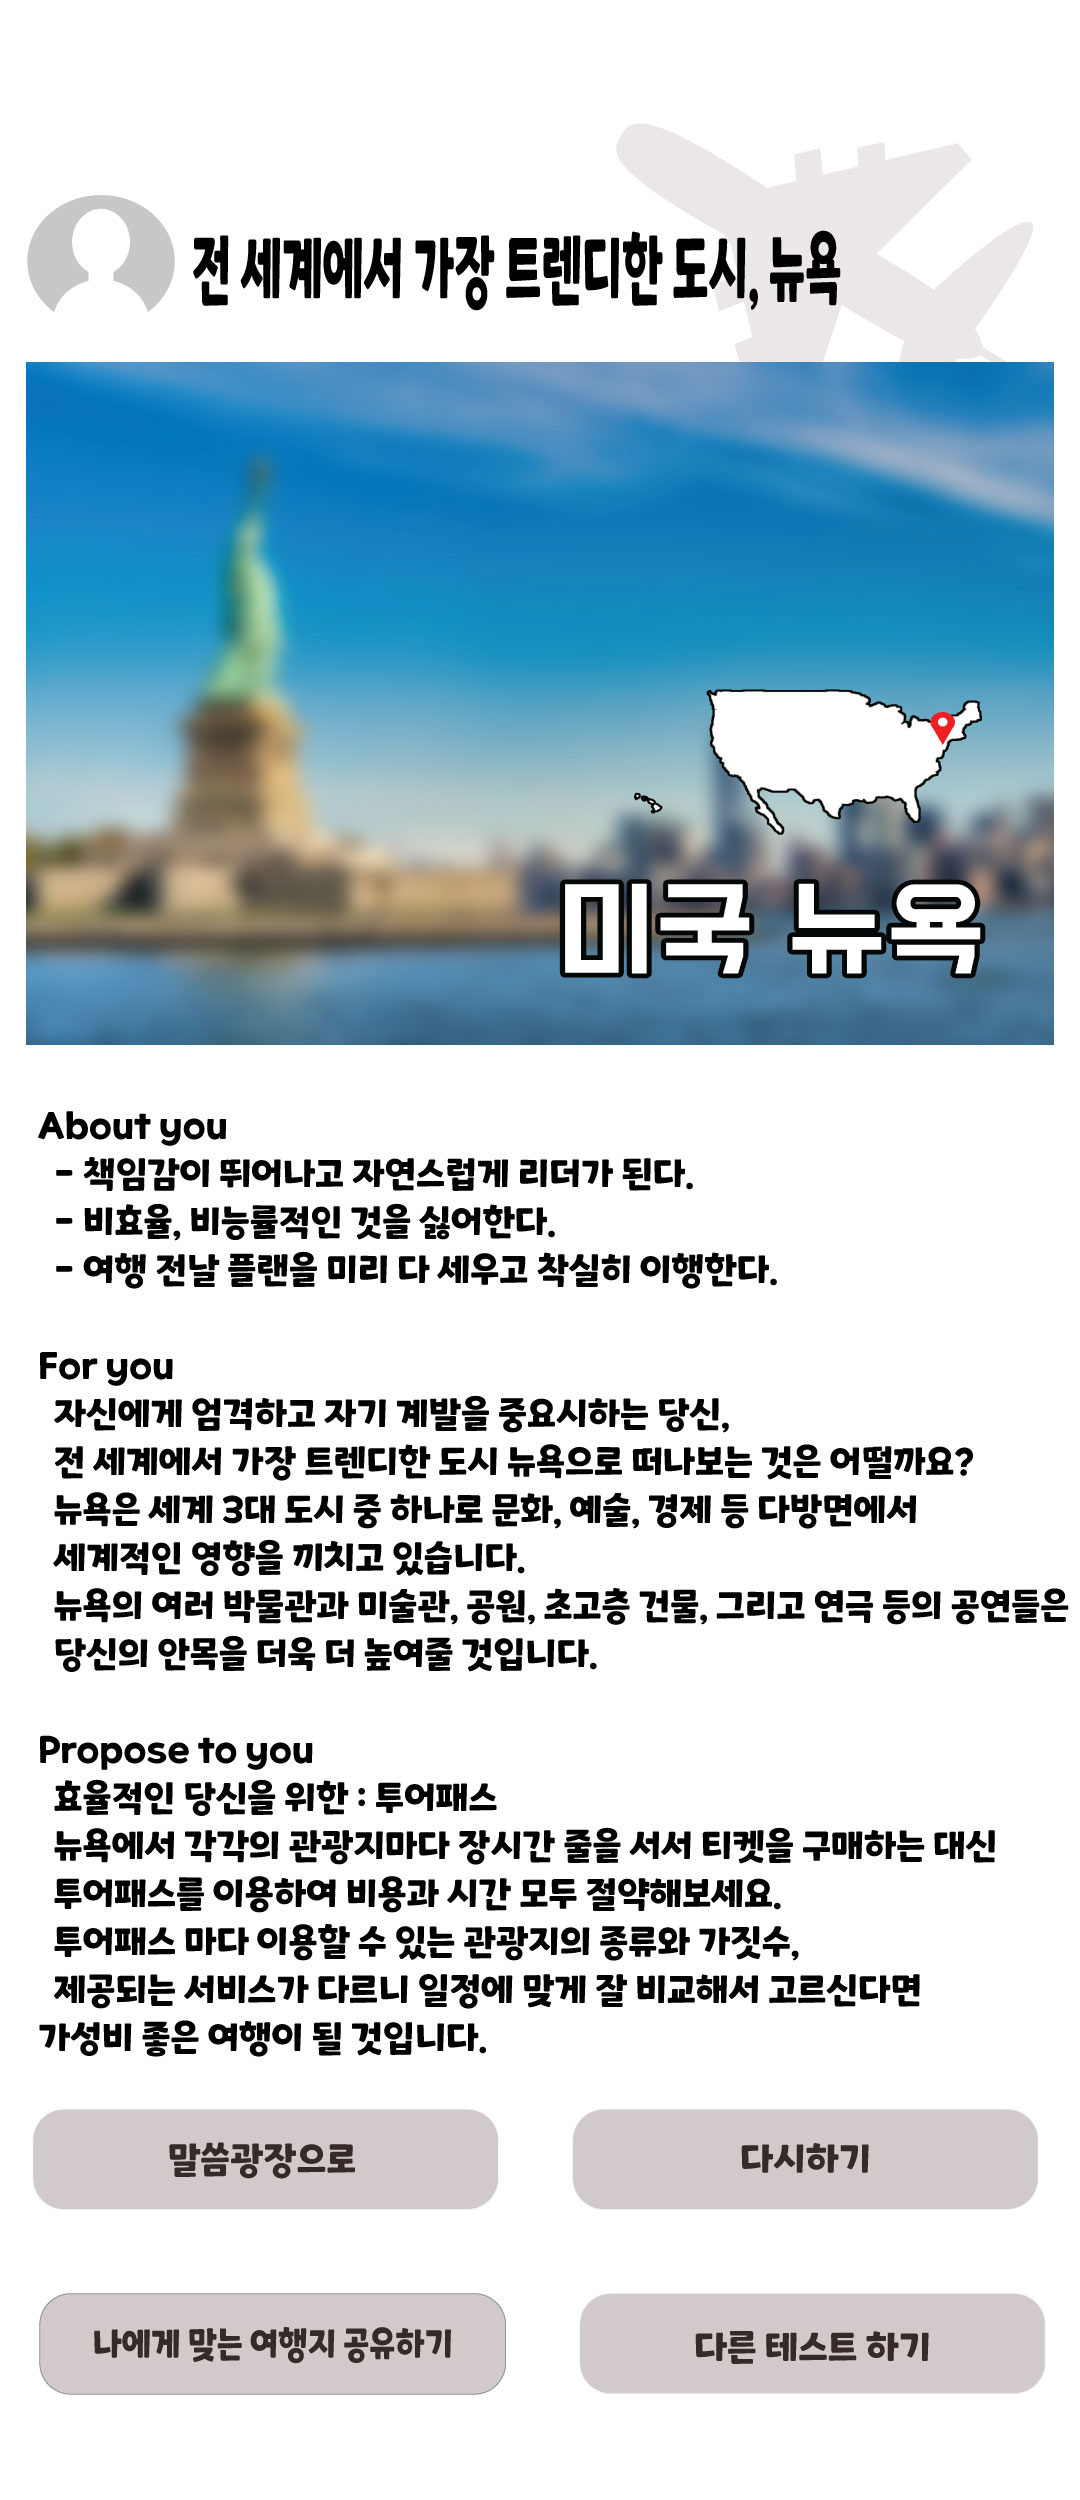 전 세계에서 가장 트렌디한 도시, 뉴욕
미국 뉴욕
About you
- 책임감이 뛰어나고 자연스럽게 리더가 된다.
- 비효율, 비능률적인 것을 싫어한다.
- 여행 전날 플랜을 미리 다 세우고 착실히 이행한다.
For you
자신에게 엄격하고 자기 계발을 중요시하는 당신,
전 세계에서 가장 트렌디한 도시 뉴욕으로 떠나보는 것은 어떨까요?
뉴욕은 세계 3대 도시 중 하나로 문화, 예술, 경제 등 다방면에서
세계적인 영향을 끼치고 있습니다.
뉴욕의 여러 박물관과 미술관, 공원, 초고층 건물, 그리고 연극 등의 공연들은
당신의 안목을 더욱 더 높여줄 것입니다.
Propose to you
효율적인 당신을 위한 : 투어패스
뉴욕에서 각각의 관광지마다 장시간 줄을 서서 티켓을 구매하는 대신
투어패스를 이용하여 비용과 시간 모두 절약해보세요.
투어패스 마다 이용할 수 있는 관광지의 종류와 가짓수,
제공되는 서비스가 다르니 일정에 맞게 잘 비교해서 고르신다면
가성비 좋은 여행이 될 것입니다.
말씀광장으로
다시하기
나에게 맞는 여행지 공유하기
다른 테스트 하기